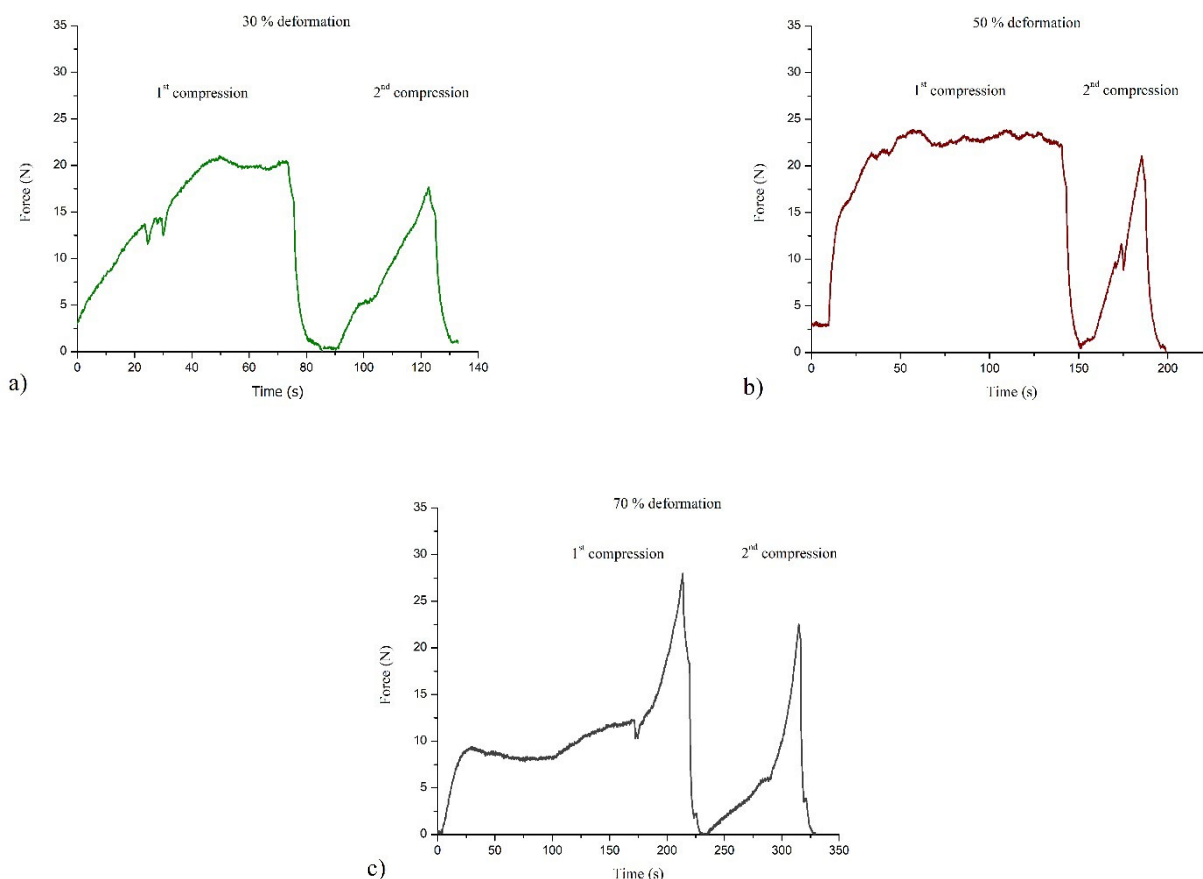 30 % deformation
35
30
25
20
15
10
5
0
Force (N)
1st compression
2nd compression
0 20 40 60 80 100 120 140
Time (s)
a)
50 % deformation
35
30
25
20
15
10
5
0
Force (N)
1st compression
2nd compression
0 50 100 150 200
Time (s)
b)
70 % deformation
35
30
25
20
15
10
5
0
Force (N)
1st compression
2nd compression
0 50 100 150 200 250 300 350
Time (s)
c)